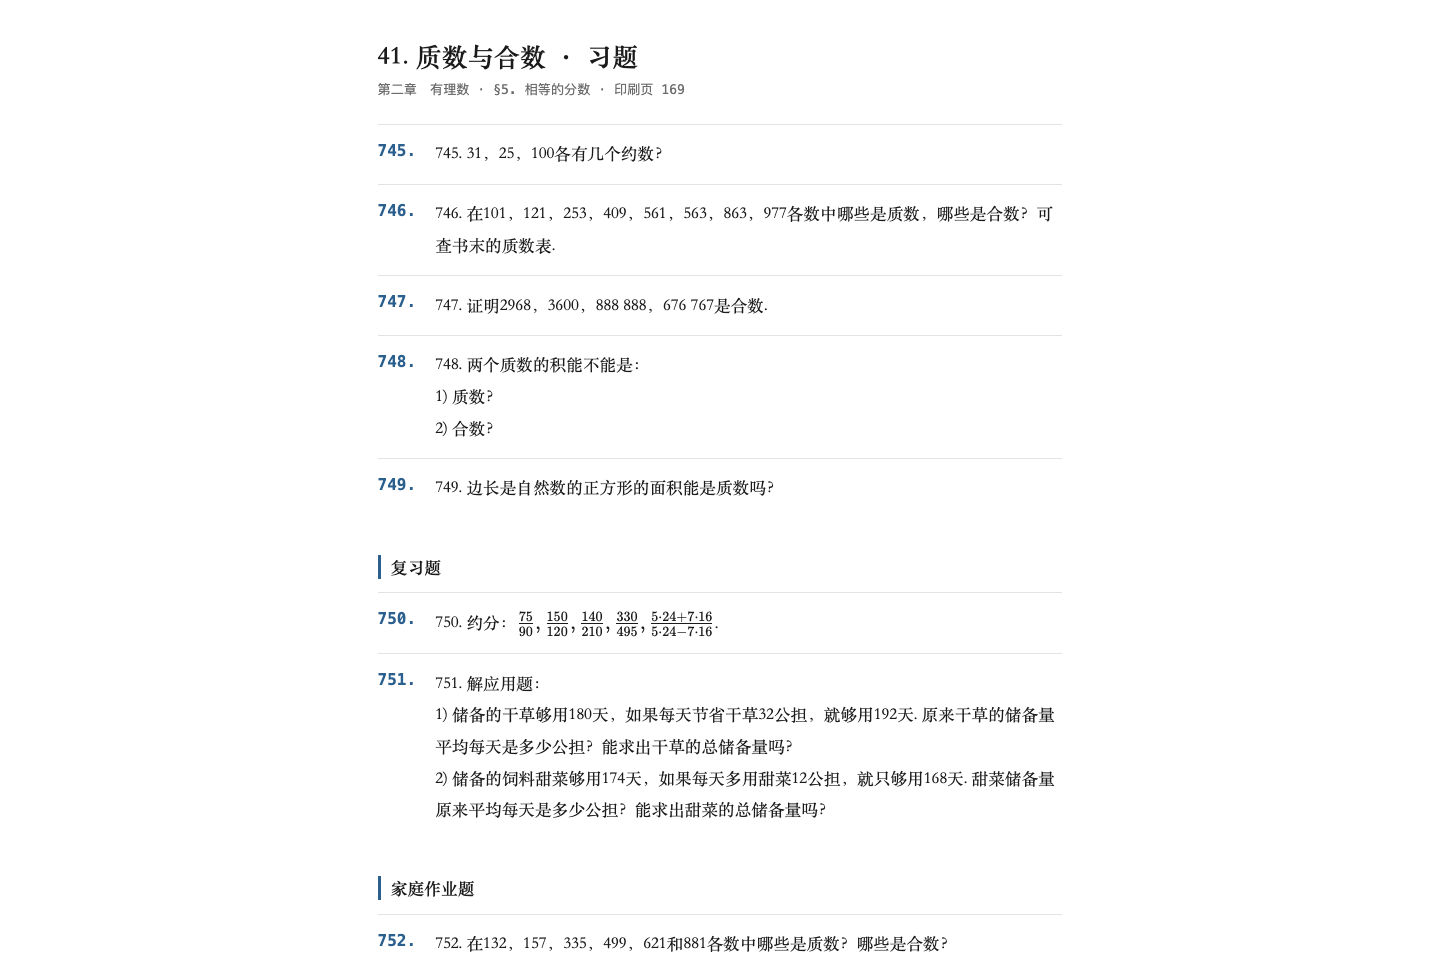 41. 质数与合数 · 习题
第二章　有理数 · §5. 相等的分数 · 印刷页 169
745. 745. 31，25，100各有几个约数？
746. 746. 在101，121，253，409，561，563，863，977各数中哪些是质数，哪些是合数？可
查书末的质数表.
747. 747. 证明2968，3600，888 888，676 767是合数.
748. 748. 两个质数的积能不能是：
1) 质数？
2) 合数？
749. 749. 边长是自然数的正方形的面积能是质数吗？
复习题
750. 750. 约分： 75/90, 150/120, 140/210, 330/495, (5·24+7·16)/(5·24−7·16).
751. 751. 解应用题：
1) 储备的干草够用180天，如果每天节省干草32公担，就够用192天. 原来干草的储备量
平均每天是多少公担？能求出干草的总储备量吗？
2) 储备的饲料甜菜够用174天，如果每天多用甜菜12公担，就只够用168天. 甜菜储备量
原来平均每天是多少公担？能求出甜菜的总储备量吗？
家庭作业题
752. 752. 在132，157，335，499，621和881各数中哪些是质数？哪些是合数？